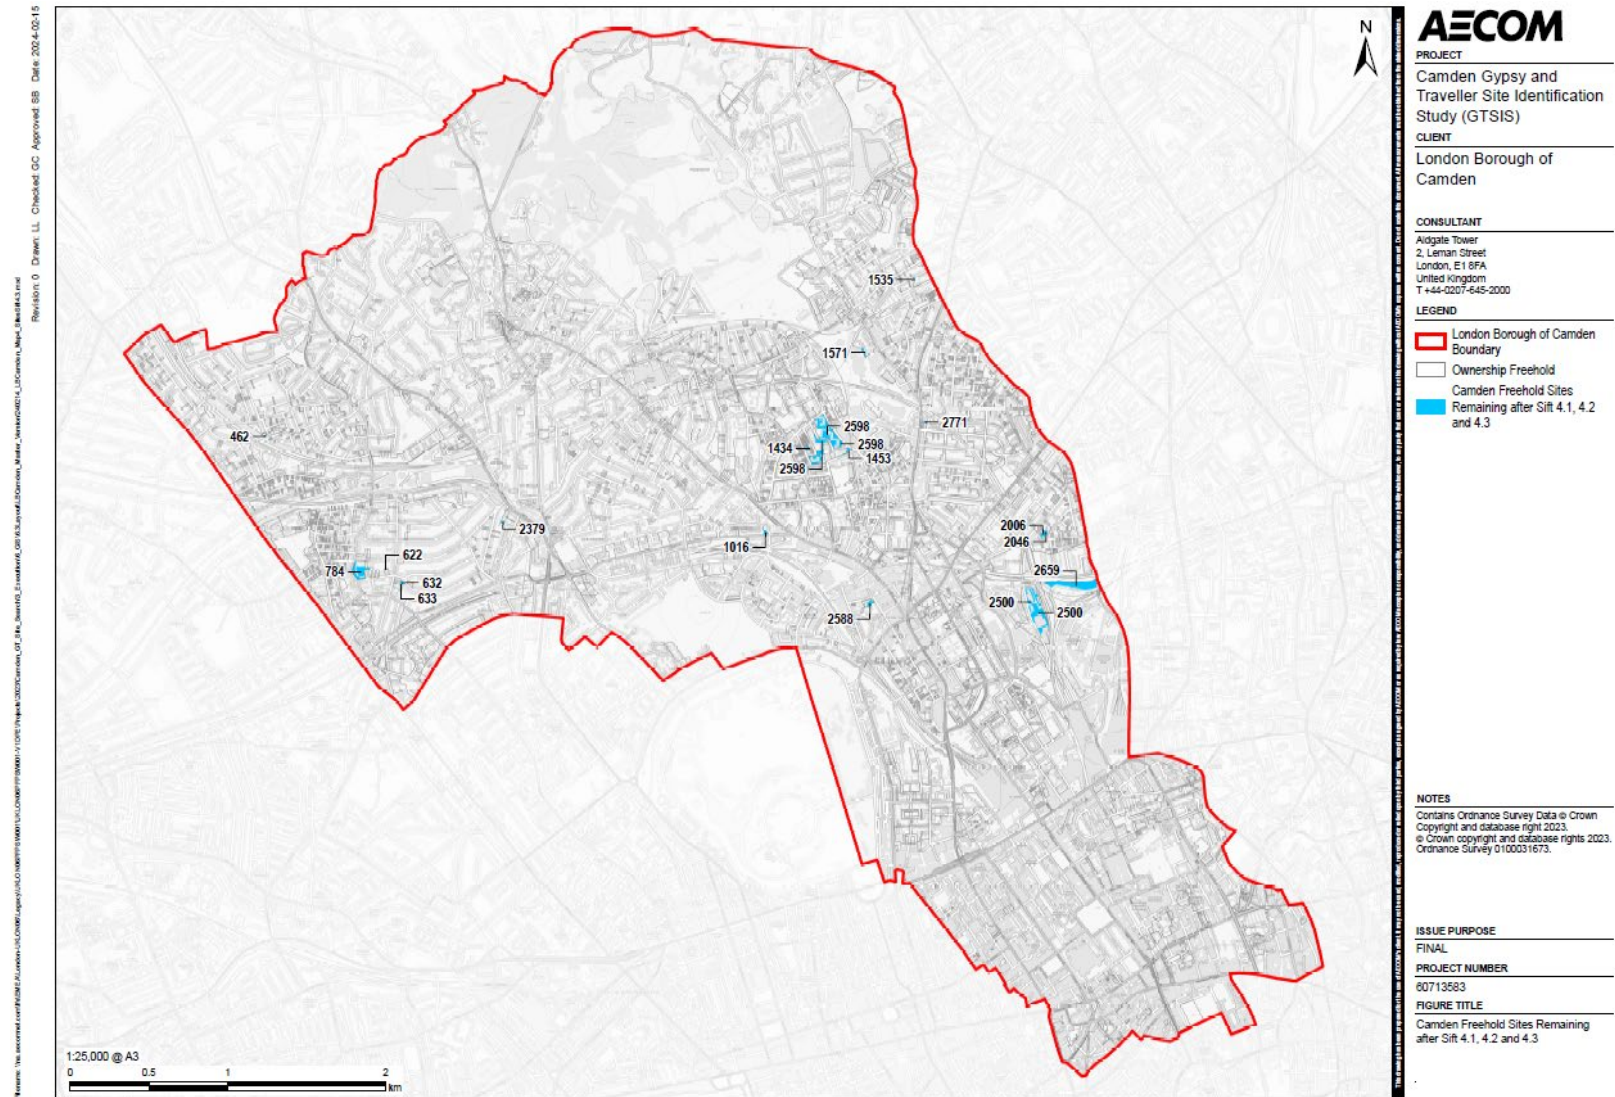 Revision: 0 Drawn: LL Checked: GC Approved: SB Date: 2024-02-15
N
1535
1571
462
2771
2598
1434
2598
2598
1453
2379
1016
2006
2046
622
784
632
633
2659
2500
2500
2588
1:25,000 @ A3
0 0.5 1 2
km
AECOM
PROJECT
Camden Gypsy and
Traveller Site Identification
Study (GTSIS)
CLIENT
London Borough of
Camden
CONSULTANT
Aldgate Tower
2, Leman Street
London, E1 8FA
United Kingdom
T +44-0207-645-2000
LEGEND
London Borough of Camden
Boundary
Ownership Freehold
Camden Freehold Sites
Remaining after Sift 4.1, 4.2
and 4.3
NOTES
Contains Ordnance Survey Data © Crown
Copyright and database right 2023.
© Crown copyright and database rights 2023.
Ordnance Survey 0100031673.
ISSUE PURPOSE
FINAL
PROJECT NUMBER
60713583
FIGURE TITLE
Camden Freehold Sites Remaining
after Sift 4.1, 4.2 and 4.3